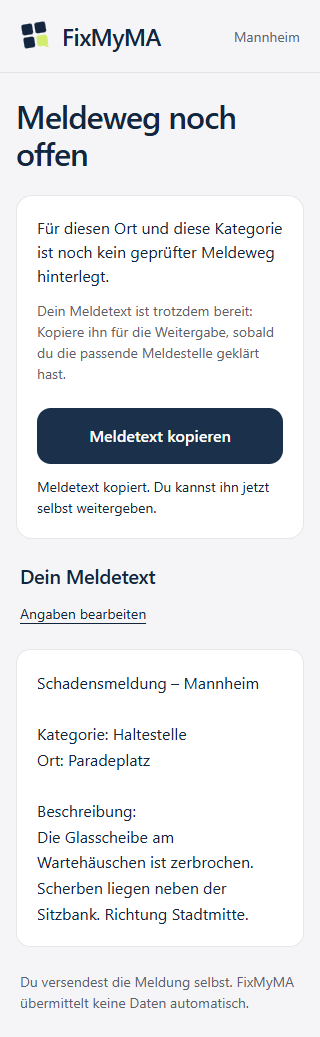 FixMyMA
Mannheim
Meldeweg noch
offen
Für diesen Ort und diese Kategorie
ist noch kein geprüfter Meldeweg
hinterlegt.
Dein Meldetext ist trotzdem bereit:
Kopiere ihn für die Weitergabe, sobald
du die passende Meldestelle geklärt
hast.
Meldetext kopieren
Meldetext kopiert. Du kannst ihn jetzt
selbst weitergeben.
Dein Meldetext
Angaben bearbeiten
Schadensmeldung – Mannheim
Kategorie: Haltestelle
Ort: Paradeplatz
Beschreibung:
Die Glasscheibe am
Wartehäuschen ist zerbrochen.
Scherben liegen neben der
Sitzbank. Richtung Stadtmitte.
Du versendest die Meldung selbst. FixMyMA
übermittelt keine Daten automatisch.